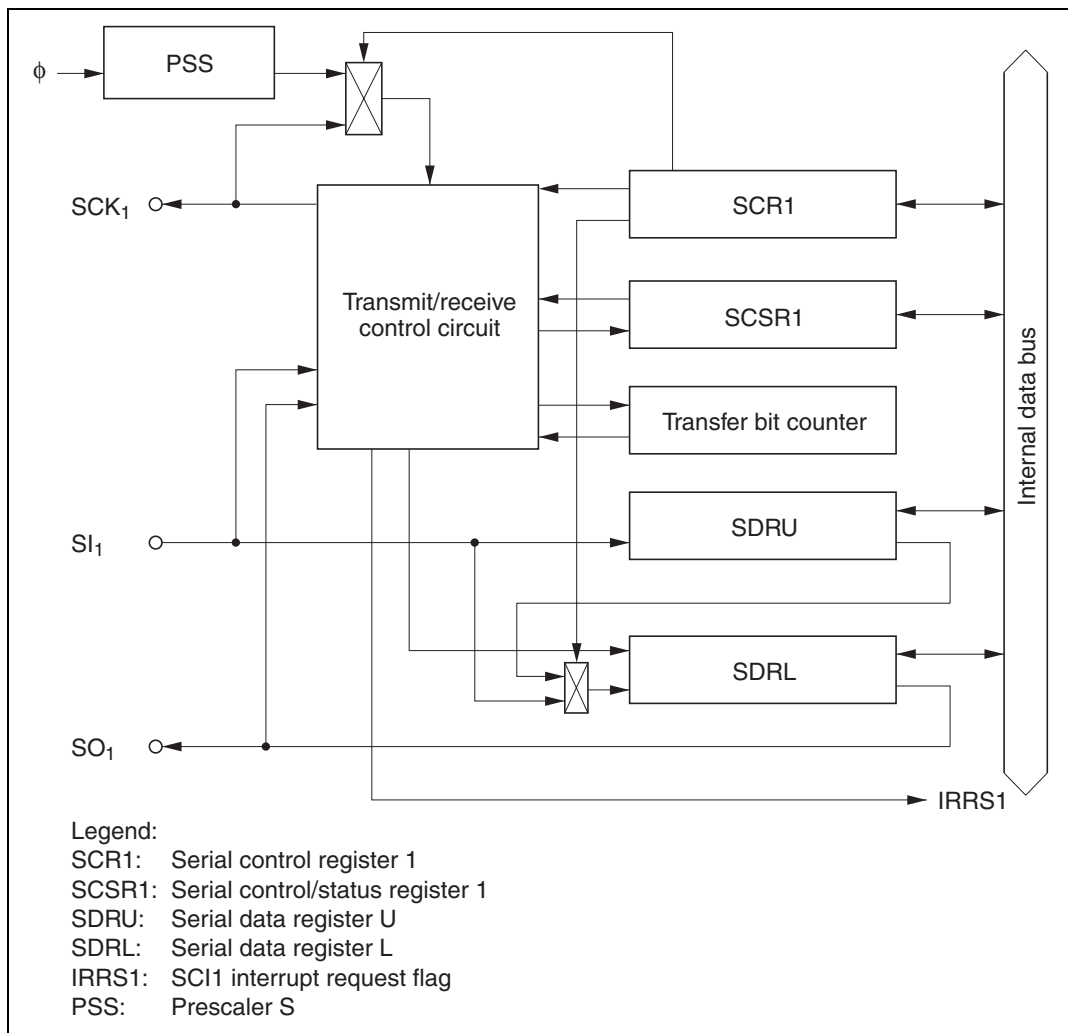 PSS
ϕ
SCK1
SCR1
Transmit/receive
control circuit
SCSR1
Transfer bit counter
Internal data bus
SI1
SDRU
SDRL
SO1
IRRS1
Legend:
SCR1: Serial control register 1
SCSR1: Serial control/status register 1
SDRU: Serial data register U
SDRL: Serial data register L
IRRS1: SCI1 interrupt request flag
PSS: Prescaler S